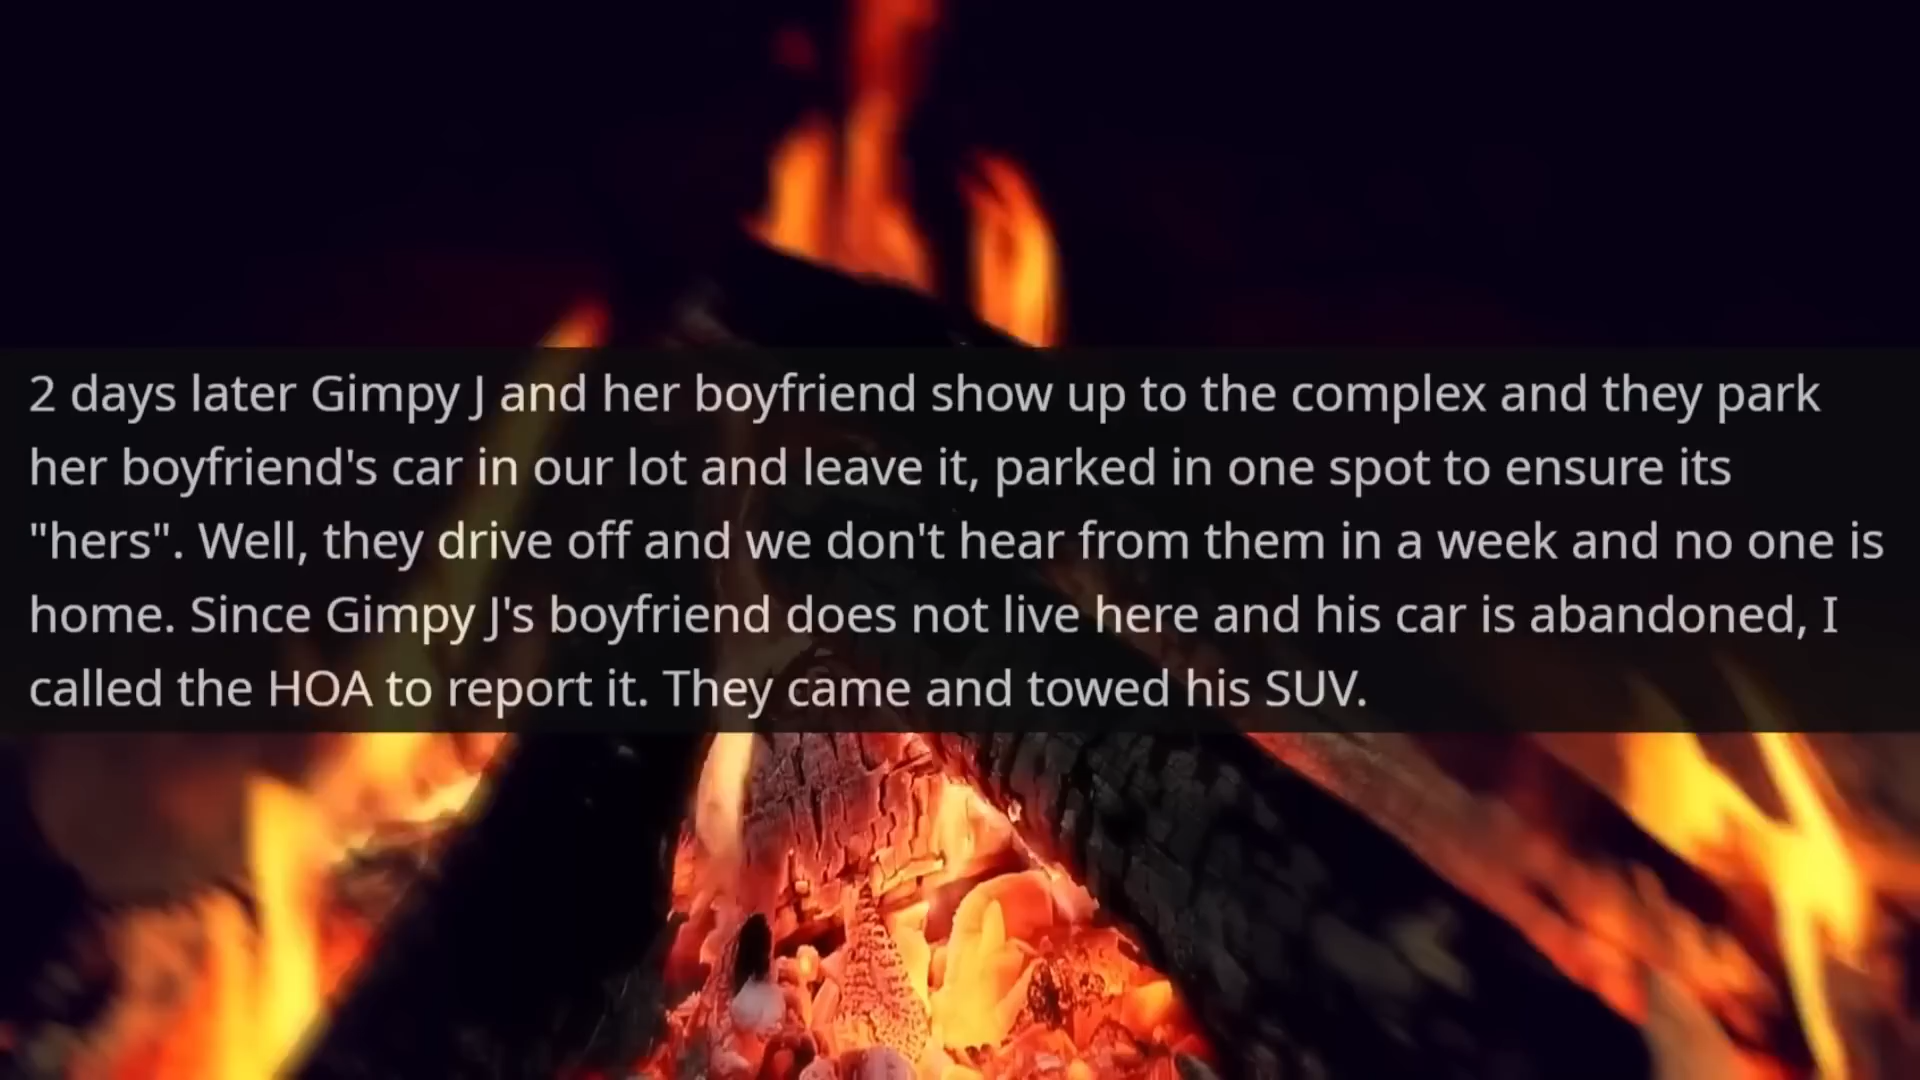 2 days later Gimpy J and her boyfriend show up to the complex and they park
her boyfriend's car in our lot and leave it, parked in one spot to ensure its
"hers". Well, they drive off and we don't hear from them in a week and no one is
home. Since Gimpy J's boyfriend does not live here and his car is abandoned, I
called the HOA to report it. They came and towed his SUV.